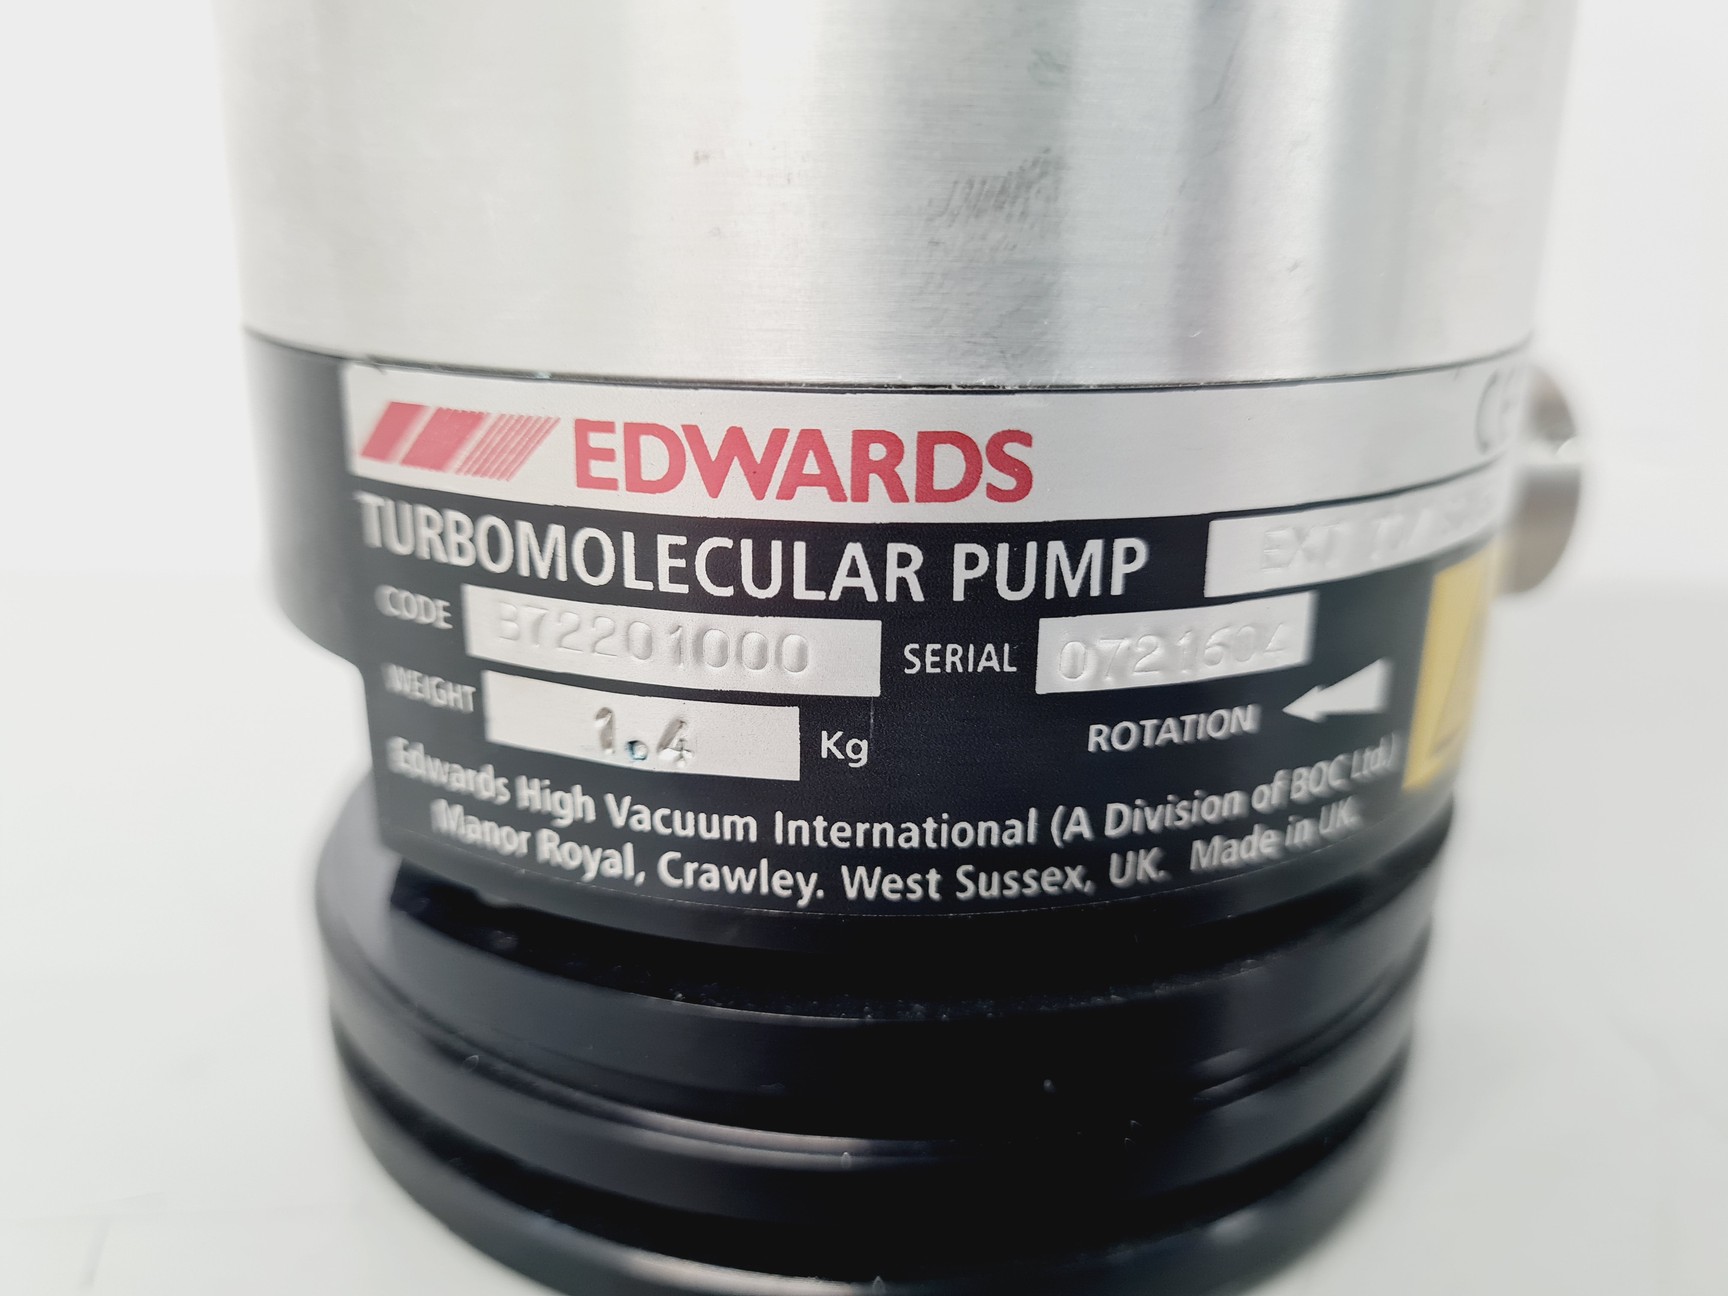 EDWARDS
TURBOMOLECULAR PUMP
CODE B72201000 SERIAL 0721604
WEIGHT 1.4 Kg
ROTATION
Edwards High Vacuum International (A Division of BOC Ltd.)
Manor Royal, Crawley. West Sussex, UK. Made in UK.